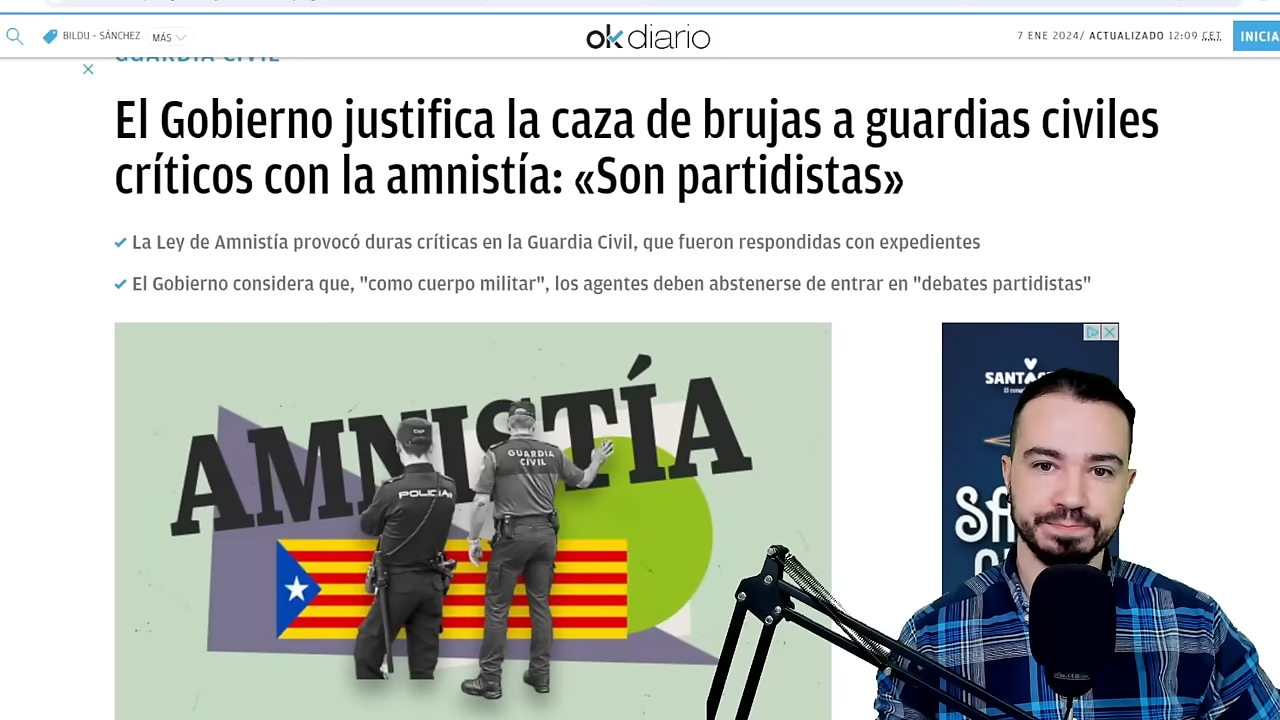 BILDU - SÁNCHEZ
MÁS
okdiario
7 ENE 2024/ ACTUALIZADO 12:09 CET
INICIA
GUARDIA CIVIL
El Gobierno justifica la caza de brujas a guardias civiles
críticos con la amnistía: «Son partidistas»
La Ley de Amnistía provocó duras críticas en la Guardia Civil, que fueron respondidas con expedientes
El Gobierno considera que, "como cuerpo militar", los agentes deben abstenerse de entrar en "debates partidistas"
AMNISTÍA
GUARDIA
CIVIL
POLICIA